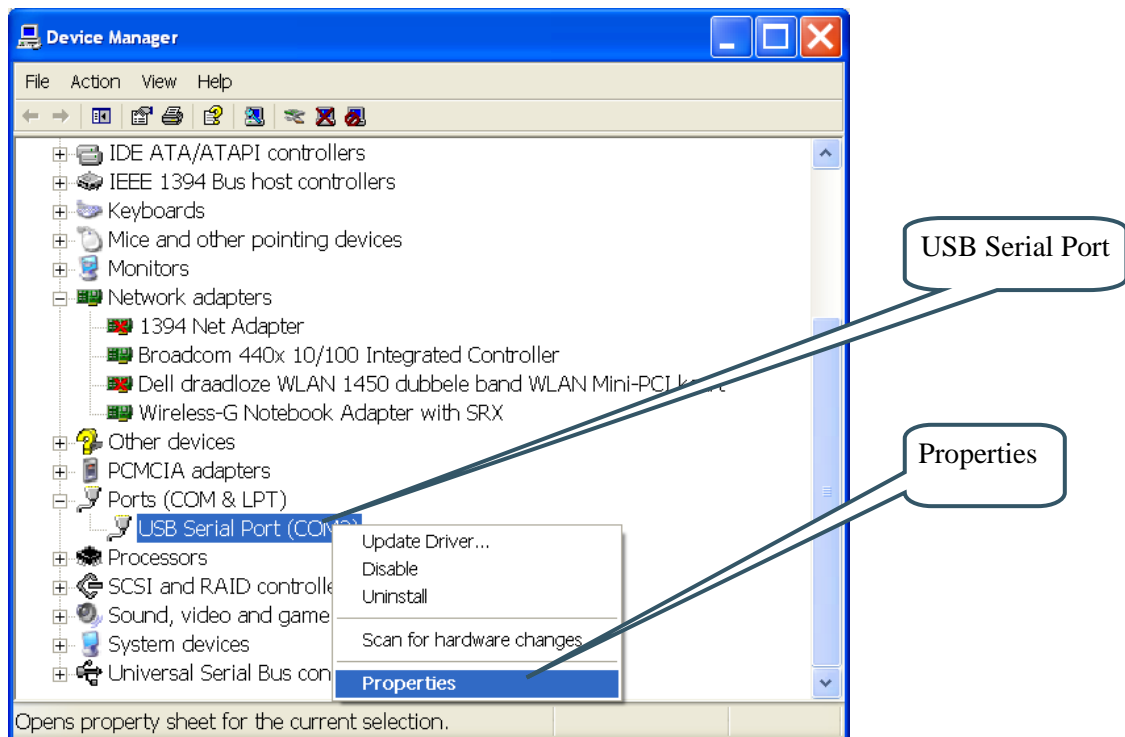 Device Manager
File Action View Help
IDE ATA/ATAPI controllers
IEEE 1394 Bus host controllers
Keyboards
Mice and other pointing devices
Monitors
Network adapters
1394 Net Adapter
Broadcom 440x 10/100 Integrated Controller
Dell draadloze WLAN 1450 dubbele band WLAN Mini-PCI
Wireless-G Notebook Adapter with SRX
Other devices
PCMCIA adapters
Ports (COM & LPT)
USB Serial Port
Processors
SCSI and RAID controlle
Sound, video and game
System devices
Universal Serial Bus con
Update Driver...
Disable
Uninstall
Scan for hardware changes
Properties
Opens property sheet for the current selection.
USB Serial Port
Properties